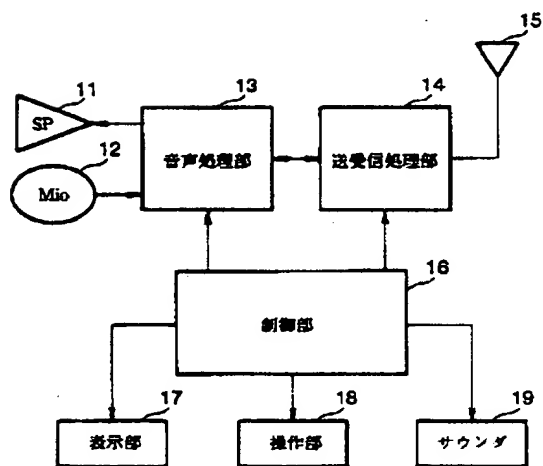 15
11
13
14
SP
12
音声処理部
送受信処理部
Mio
16
制御部
17
18
19
表示部
操作部
サウンダ